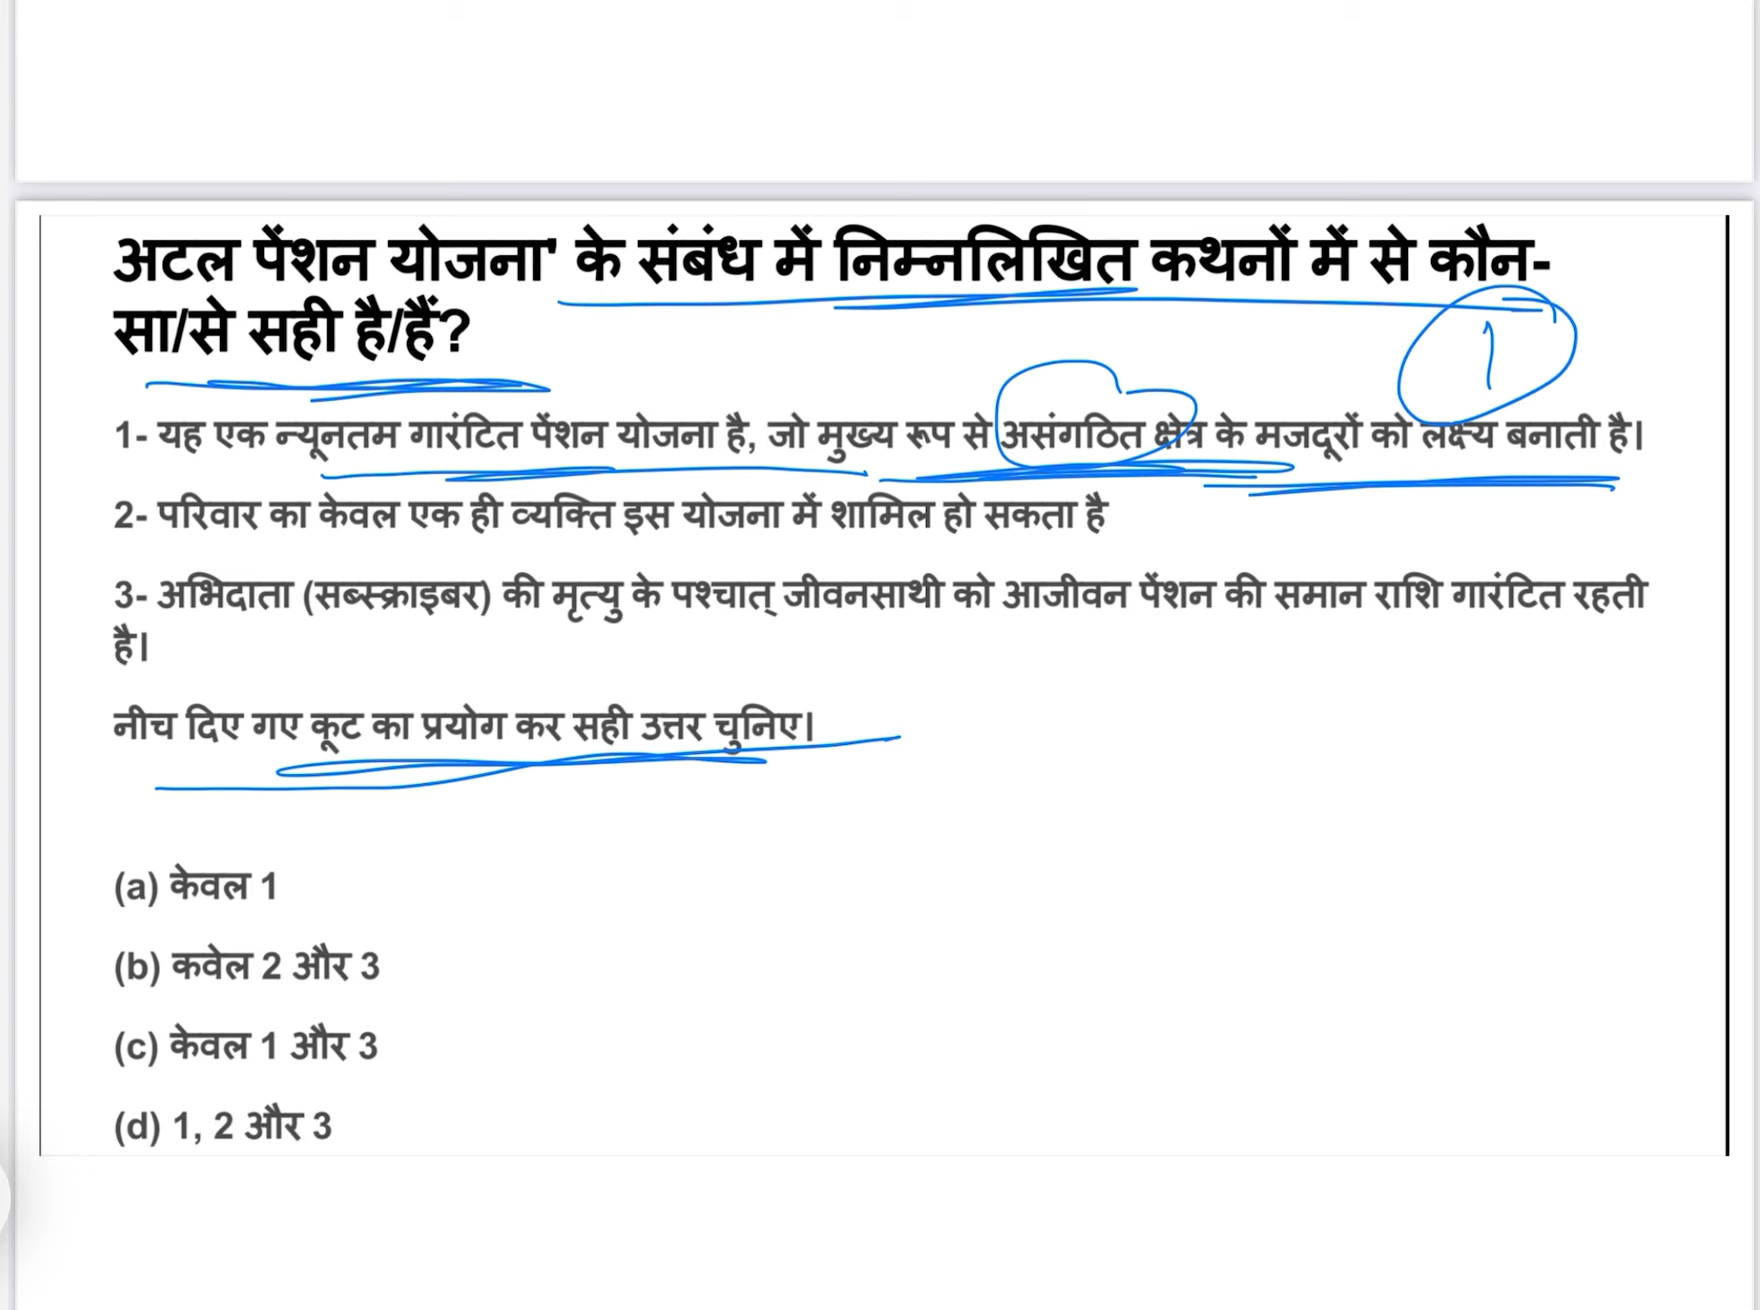 अटल पेंशन योजना' के संबंध में निम्नलिखित कथनों में से कौन-
सा/से सही है/हैं?
1
1- यह एक न्यूनतम गारंटित पेंशन योजना है, जो मुख्य रूप से असंगठित क्षेत्र के मजदूरों को लक्ष्य बनाती है।
2- परिवार का केवल एक ही व्यक्ति इस योजना में शामिल हो सकता है
3- अभिदाता (सब्स्क्राइबर) की मृत्यु के पश्चात् जीवनसाथी को आजीवन पेंशन की समान राशि गारंटित रहती
है।
नीच दिए गए कूट का प्रयोग कर सही उत्तर चुनिए।
(a) केवल 1
(b) कवेल 2 और 3
(c) केवल 1 और 3
(d) 1, 2 और 3